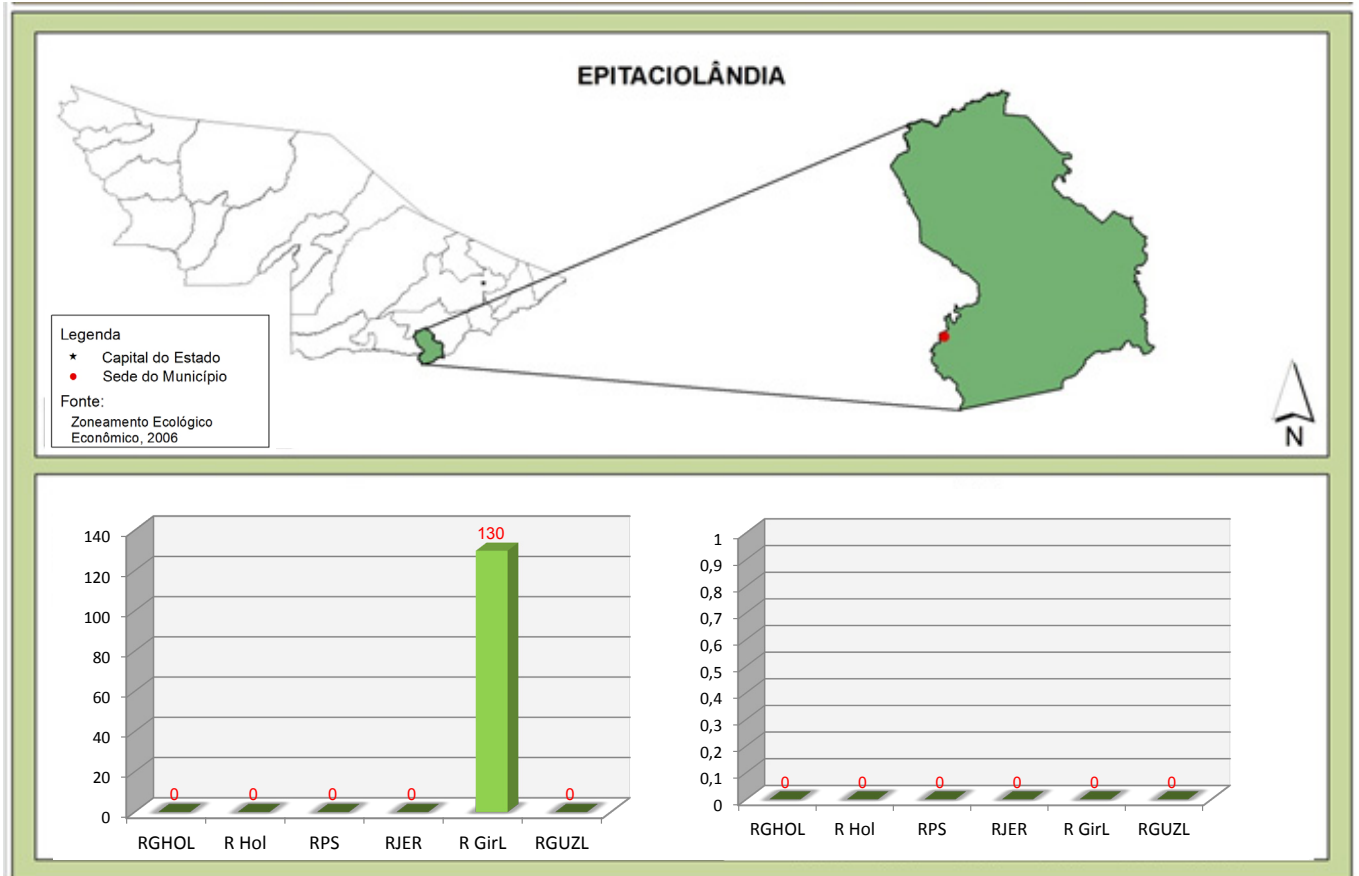 EPITACIOLÂNDIA
Legenda
Capital do Estado
Sede do Município
Fonte:
Zoneamento Ecológico
Econômico, 2006
N
140
120
100
80
60
40
20
0
0 0 0 0 130 0
RGHOL R Hol RPS RJER R GirL RGUZL
1
0,9
0,8
0,7
0,6
0,5
0,4
0,3
0,2
0,1
0
0 0 0 0 0 0
RGHOL R Hol RPS RJER R GirL RGUZL